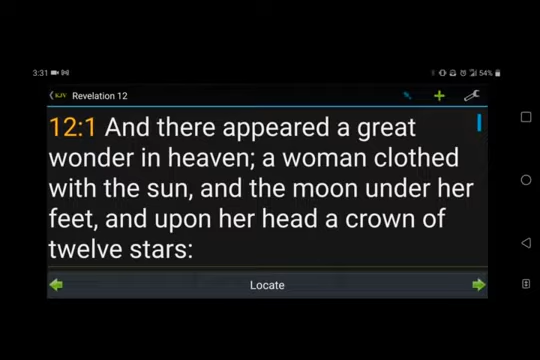 3:31 54%
KJV Revelation 12
12:1 And there appeared a great
wonder in heaven; a woman clothed
with the sun, and the moon under her
feet, and upon her head a crown of
twelve stars:
Locate